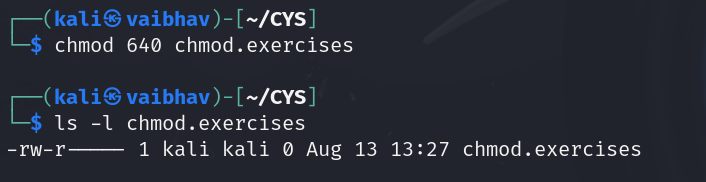 ┌──(kali㉿vaibhav)-[~/CYS]
└─$ chmod 640 chmod.exercises
┌──(kali㉿vaibhav)-[~/CYS]
└─$ ls -l chmod.exercises
-rw-r----- 1 kali kali 0 Aug 13 13:27 chmod.exercises